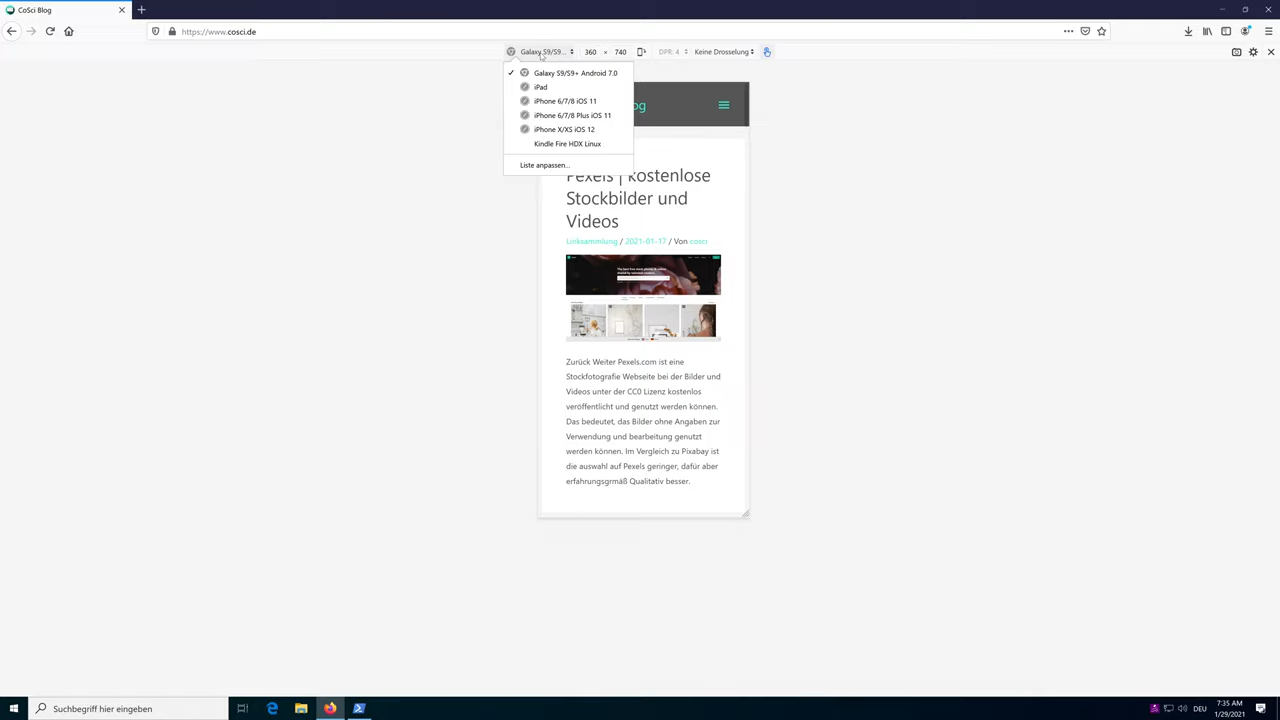 CoSci Blog
https://www.cosci.de
Galaxy S9/S9... 360 × 740 DPR: 4 Keine Drosselung
Galaxy S9/S9+ Android 7.0
iPad
iPhone 6/7/8 iOS 11
iPhone 6/7/8 Plus iOS 11
iPhone X/XS iOS 12
Kindle Fire HDX Linux
Liste anpassen...
og
Pexels | kostenlose
Stockbilder und
Videos
Linksammlung / 2021-01-17 / Von cosci
Zurück Weiter Pexels.com ist eine
Stockfotografie Webseite bei der Bilder und
Videos unter der CC0 Lizenz kostenlos
veröffentlicht und genutzt werden können.
Das bedeutet, das Bilder ohne Angaben zur
Verwendung und bearbeitung genutzt
werden können. Im Vergleich zu Pixabay ist
die auswahl auf Pexels geringer, dafür aber
erfahrungsgrmäß Qualitativ besser.
Suchbegriff hier eingeben
DEU
7:35 AM
1/29/2021